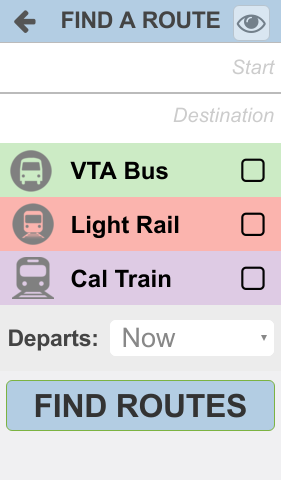 FIND A ROUTE
Start
Destination
VTA Bus
Light Rail
Cal Train
Departs: Now
FIND ROUTES